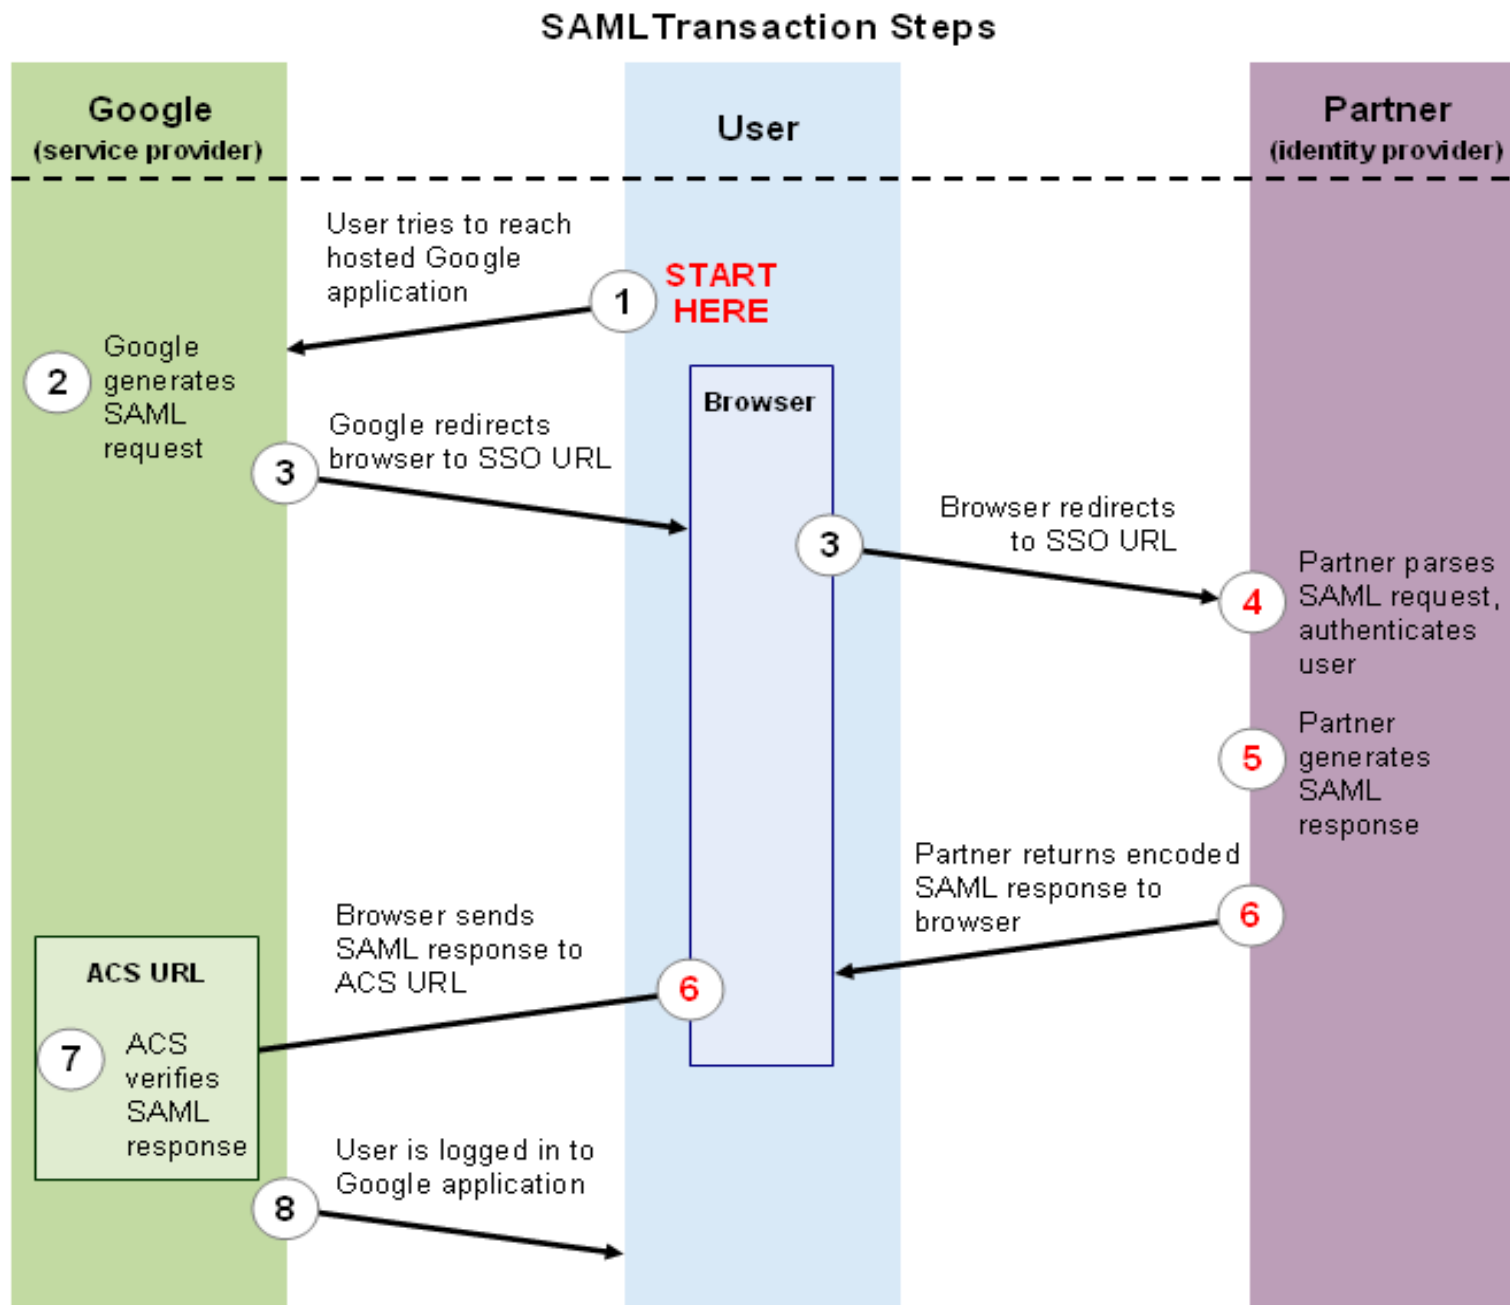 SAML Transaction Steps
Google
(service provider)
User
Partner
(identity provider)
User tries to reach
hosted Google
application
1
START
HERE
2
Google
generates
SAML
request
Browser
3
Google redirects
browser to SSO URL
3
Browser redirects
to SSO URL
4
Partner parses
SAML request,
authenticates
user
5
Partner
generates
SAML
response
Partner returns encoded
SAML response to
browser
6
Browser sends
SAML response to
ACS URL
6
ACS URL
7
ACS
verifies
SAML
response
User is logged in to
Google application
8